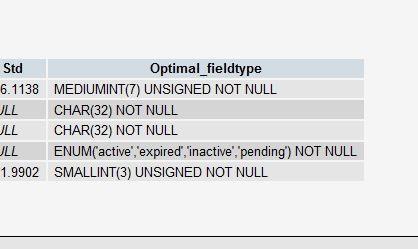 Std Optimal_fieldtype
6.1138 MEDIUMINT(7) UNSIGNED NOT NULL
ULL CHAR(32) NOT NULL
ULL CHAR(32) NOT NULL
ULL ENUM('active','expired','inactive','pending') NOT NULL
1.9902 SMALLINT(3) UNSIGNED NOT NULL